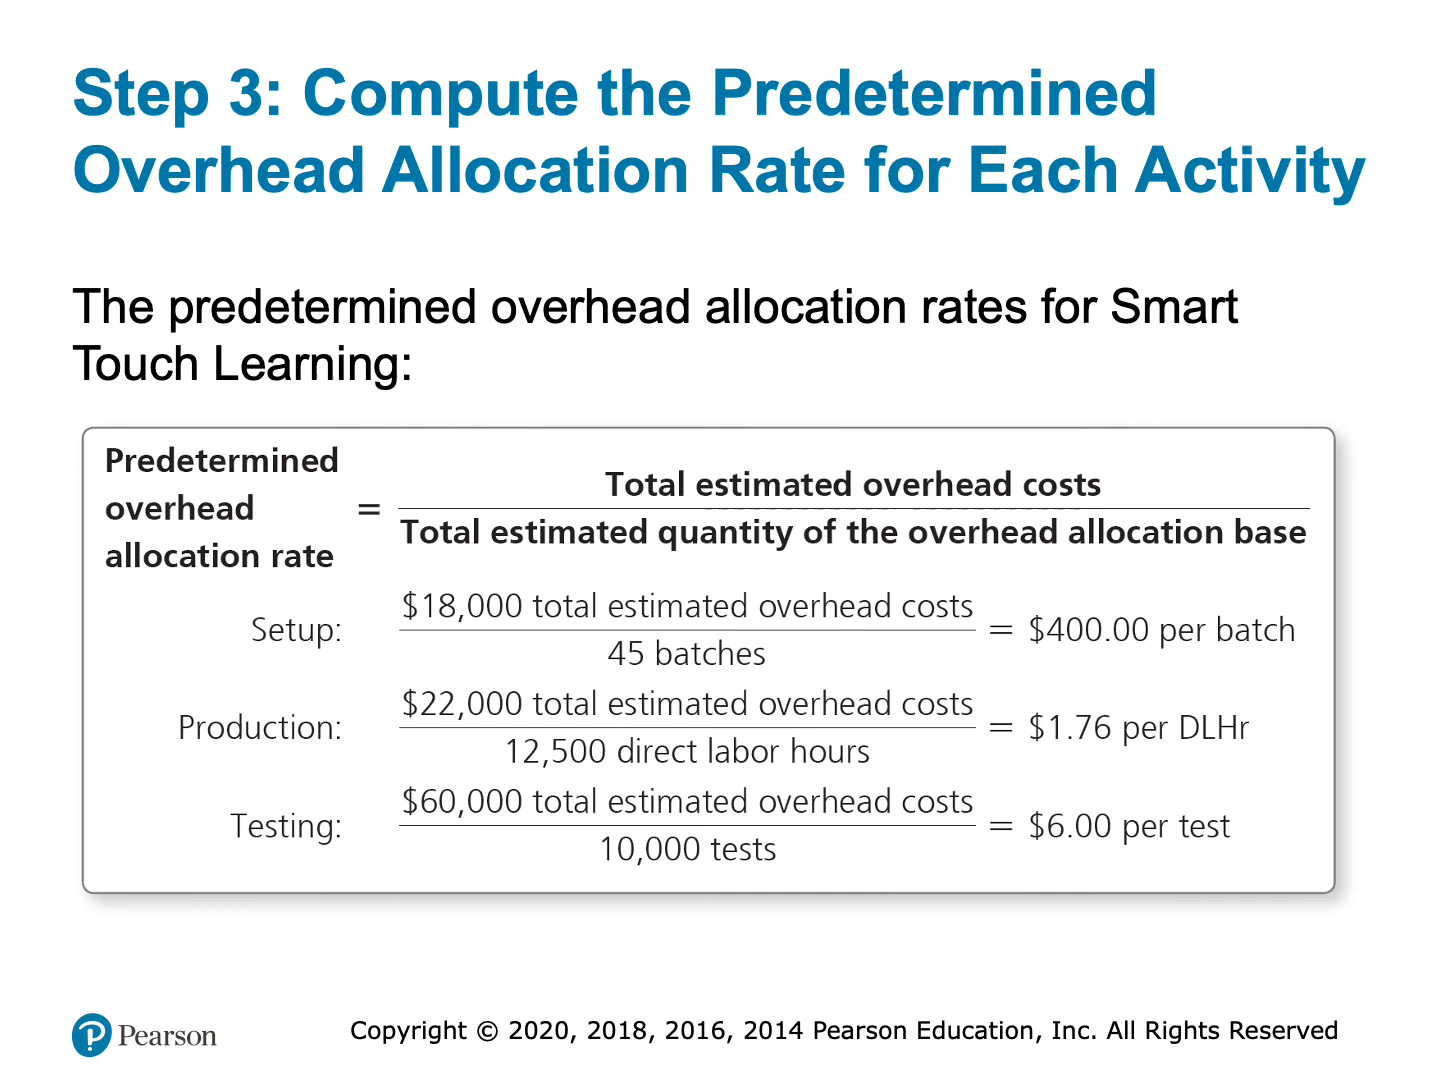 Step 3: Compute the Predetermined
Overhead Allocation Rate for Each Activity
The predetermined overhead allocation rates for Smart
Touch Learning:
Predetermined
overhead
allocation rate
=
Total estimated overhead costs
Total estimated quantity of the overhead allocation base
Setup:
$18,000 total estimated overhead costs
45 batches
= $400.00 per batch
Production:
$22,000 total estimated overhead costs
12,500 direct labor hours
= $1.76 per DLHr
Testing:
$60,000 total estimated overhead costs
10,000 tests
= $6.00 per test
P Pearson
Copyright © 2020, 2018, 2016, 2014 Pearson Education, Inc. All Rights Reserved